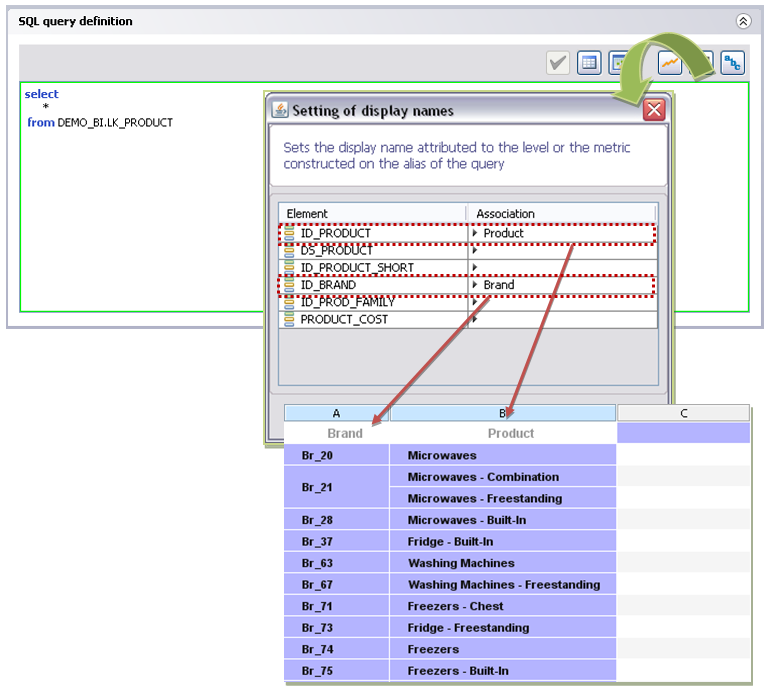 SQL query definition
select
*
from DEMO_BI.LK_PRODUCT
Setting of display names
Sets the display name attributed to the level or the metric
constructed on the alias of the query
Element Association
ID_PRODUCT Product
DS_PRODUCT
ID_PRODUCT_SHORT
ID_BRAND Brand
ID_PROD_FAMILY
PRODUCT_COST
A B C
Brand Product
Br_20 Microwaves
Br_21 Microwaves - Combination
Microwaves - Freestanding
Br_28 Microwaves - Built-In
Br_37 Fridge - Built-In
Br_63 Washing Machines
Br_67 Washing Machines - Freestanding
Br_71 Freezers - Chest
Br_73 Fridge - Freestanding
Br_74 Freezers
Br_75 Freezers - Built-In